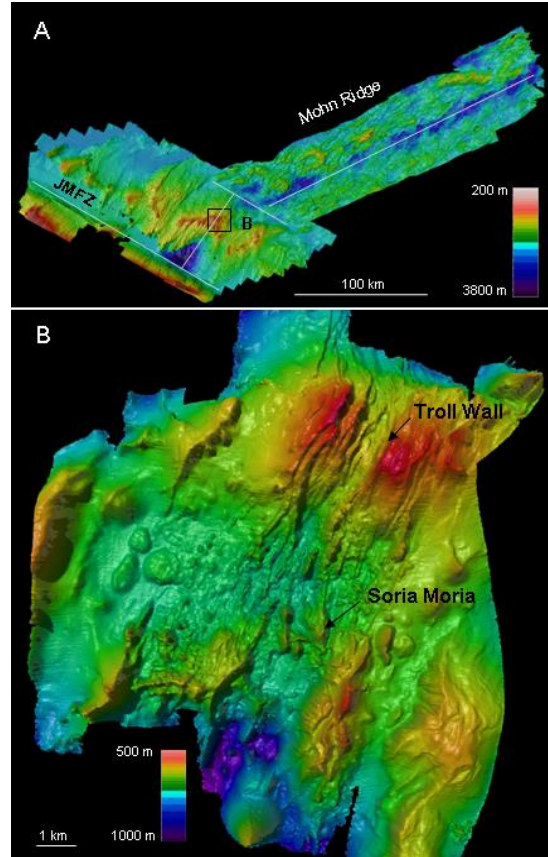 A
Mohn Ridge
JMFZ
B
200 m
3800 m
100 km
B
Troll Wall
Soria Moria
500 m
1000 m
1 km